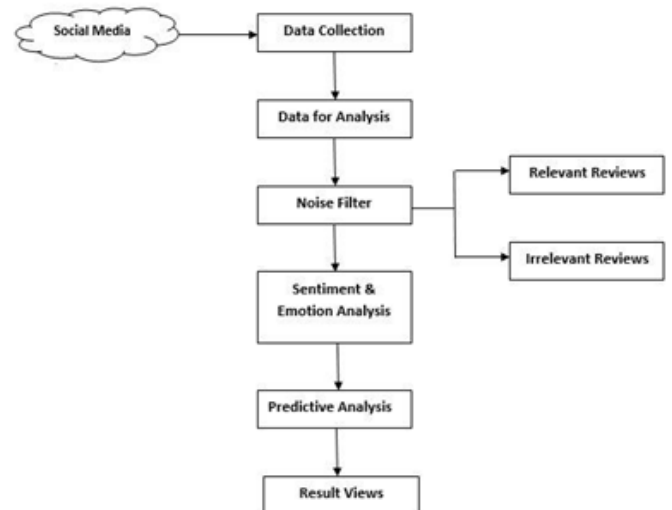 Social Media
Data Collection
Data for Analysis
Relevant Reviews
Noise Filter
Irrelevant Reviews
Sentiment &
Emotion Analysis
Predictive Analysis
Result Views